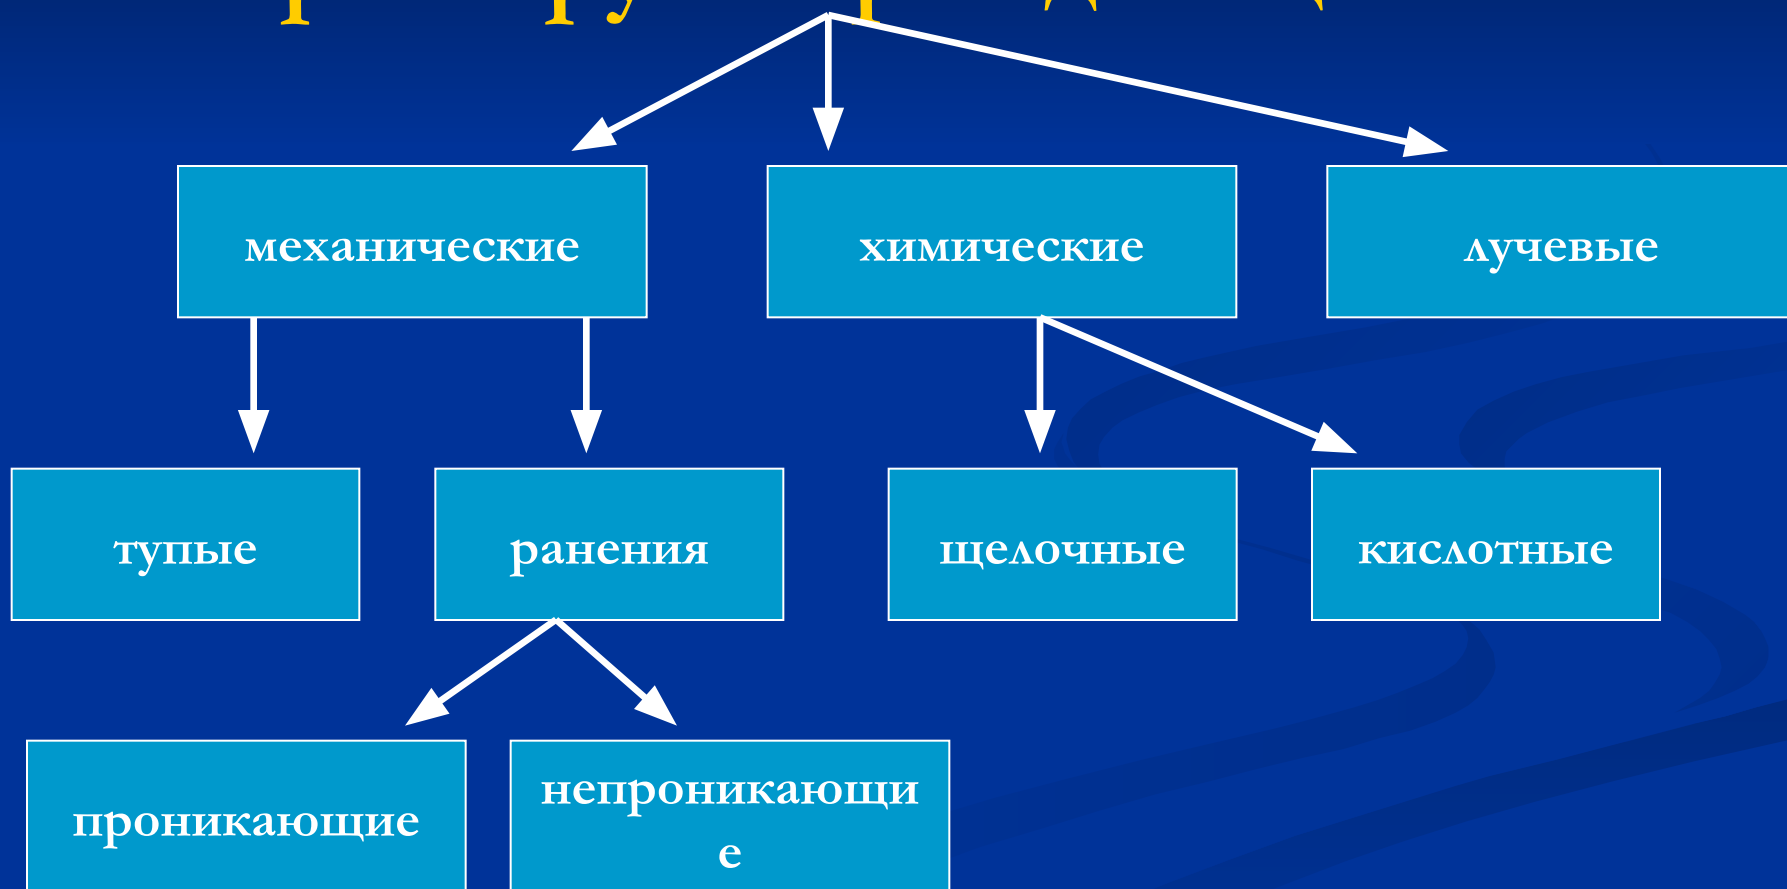 механические
химические
лучевые
тупые
ранения
щелочные
кислотные
проникающие
непроникающи
е